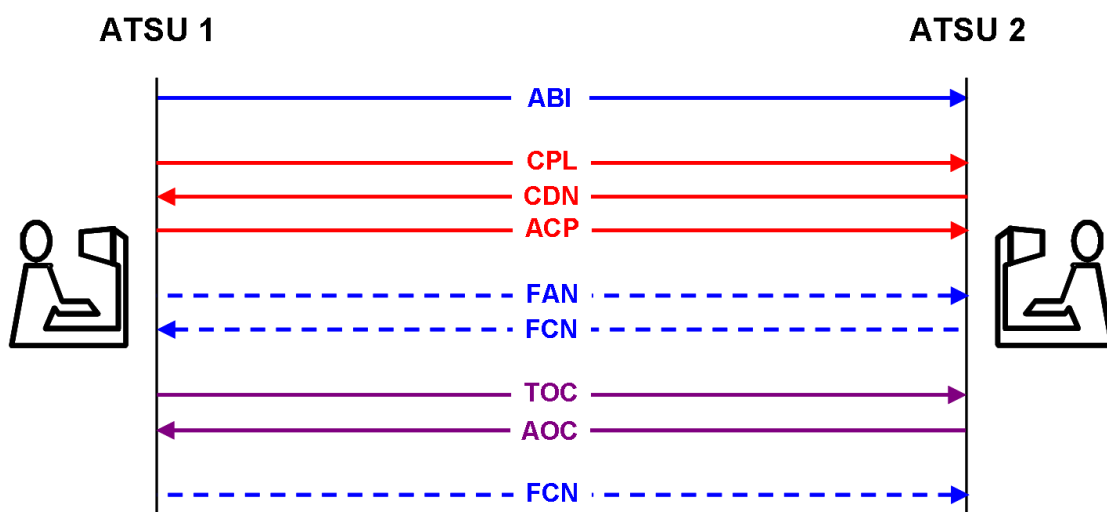 ATSU 1
ATSU 2
ABI
CPL
CDN
ACP
FAN
FCN
TOC
AOC
FCN